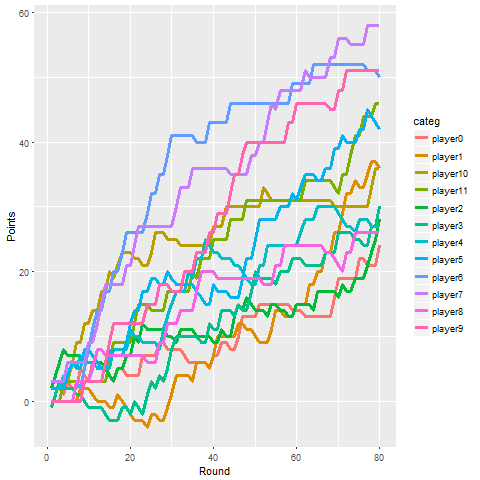 60
40
20
0
Points
0
20
40
60
80
Round
categ
player0
player1
player10
player11
player2
player3
player4
player5
player6
player7
player8
player9